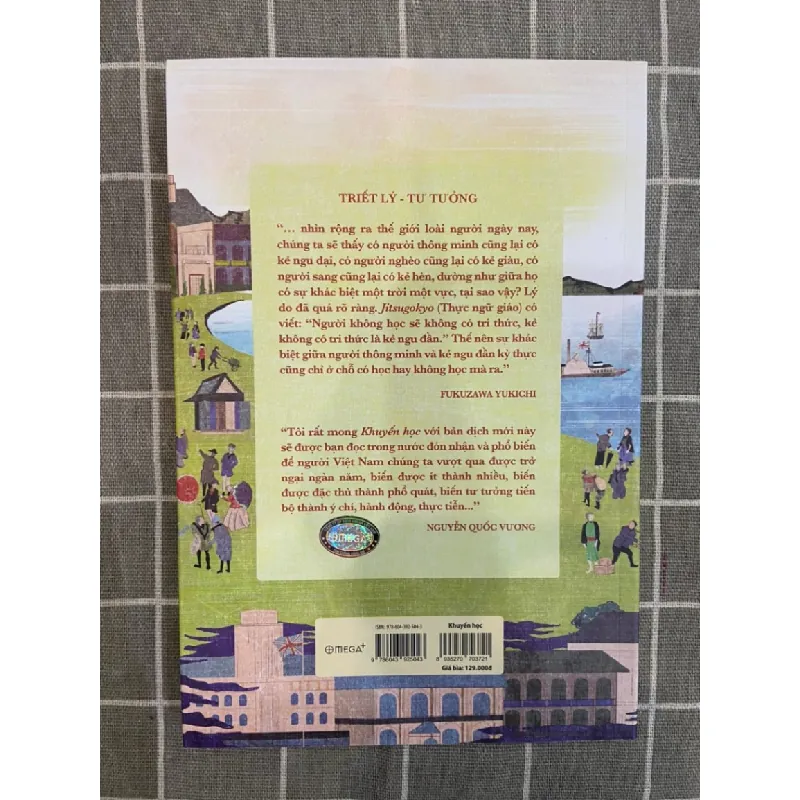 TRIẾT LÝ - TƯ TƯỞNG
“... nhìn rộng ra thế giới loài người ngày nay,
chúng ta sẽ thấy có người thông minh cũng lại có
kẻ ngu dại, có người nghèo cũng lại có kẻ giàu, có
người sang cũng lại có kẻ hèn, dường như giữa họ
có sự khác biệt một trời một vực, tại sao vậy? Lý
do đã quá rõ ràng. Jitsugokyo (Thực ngữ giáo) có
viết: “Người không học sẽ không có tri thức, kẻ
không có tri thức là kẻ ngu đần.” Thế nên sự khác
biệt giữa người thông minh và kẻ ngu đần kỳ thực
cũng chỉ ở chỗ có học hay không học mà ra.”
FUKUZAWA YUKICHI
“Tôi rất mong Khuyến học với bản dịch mới này
sẽ được bạn đọc trong nước đón nhận và phổ biến
để người Việt Nam chúng ta vượt qua được trở
ngại ngàn năm, biến được ít thành nhiều, biến
được đặc thù thành phổ quát, biến tư tưởng tiến
bộ thành ý chí, hành động, thực tiễn...”
NGUYỄN QUỐC VƯƠNG
OMEGA+
Khuyến học
Giá bìa: 129.000đ